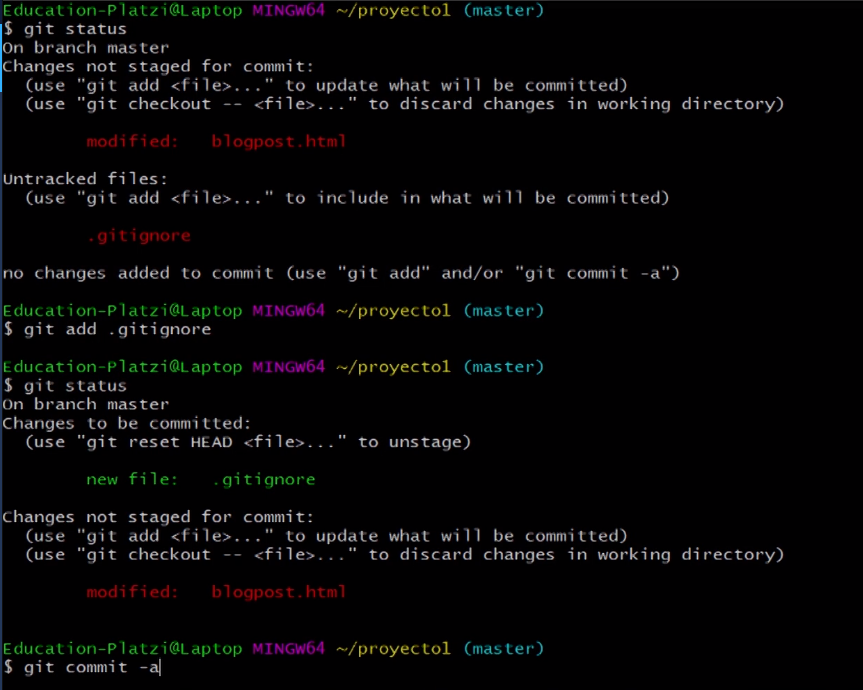 Education-Platzi@Laptop MINGW64 ~/proyecto1 (master)
$ git status
On branch master
Changes not staged for commit:
  (use "git add <file>..." to update what will be committed)
  (use "git checkout -- <file>..." to discard changes in working directory)

        modified:   blogpost.html

Untracked files:
  (use "git add <file>..." to include in what will be committed)

        .gitignore

no changes added to commit (use "git add" and/or "git commit -a")

Education-Platzi@Laptop MINGW64 ~/proyecto1 (master)
$ git add .gitignore

Education-Platzi@Laptop MINGW64 ~/proyecto1 (master)
$ git status
On branch master
Changes to be committed:
  (use "git reset HEAD <file>..." to unstage)

        new file:   .gitignore

Changes not staged for commit:
  (use "git add <file>..." to update what will be committed)
  (use "git checkout -- <file>..." to discard changes in working directory)

        modified:   blogpost.html


Education-Platzi@Laptop MINGW64 ~/proyecto1 (master)
$ git commit -a